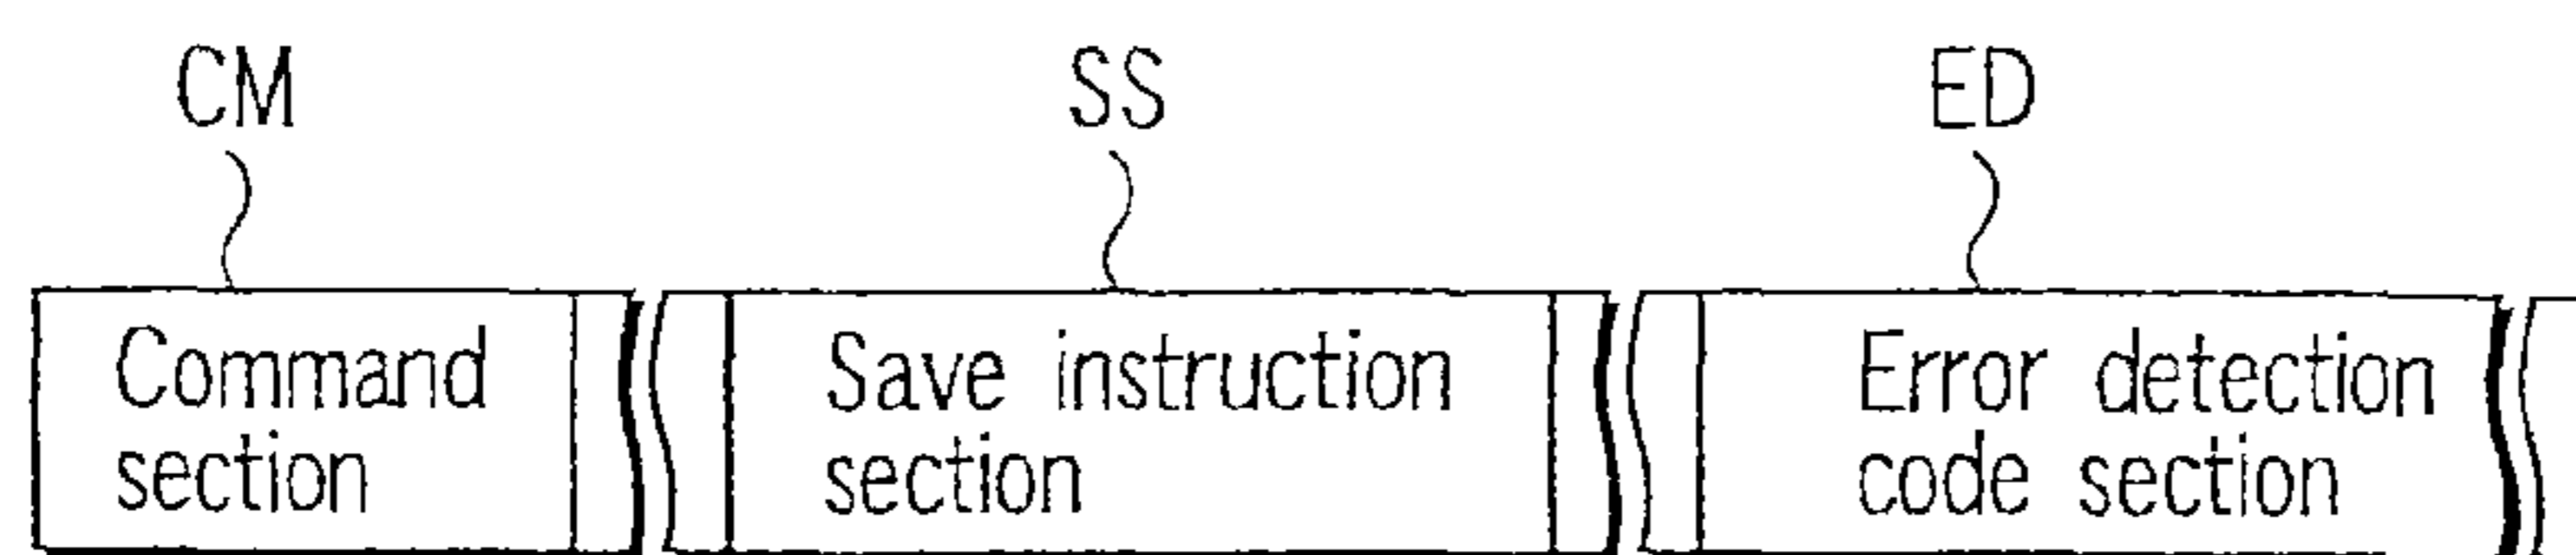 CM
SS
ED
Command
section
Save instruction
section
Error detection
code section